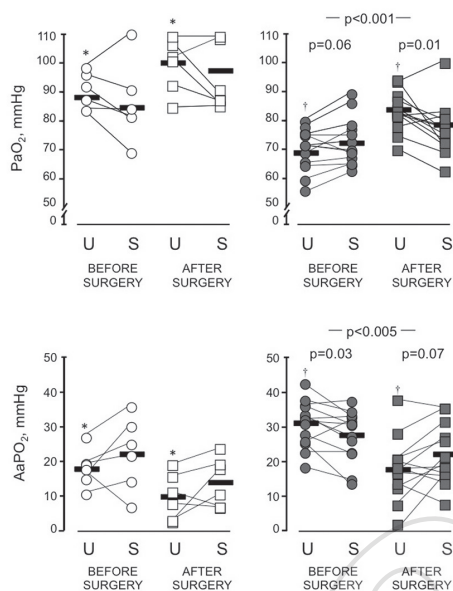 p<0.001
p=0.06 p=0.01
110
100
90
80
70
60
50
0
PaO2, mmHg
* *
110
100
90
80
70
60
50
0
† †
U S U S
BEFORE SURGERY
AFTER SURGERY
U S U S
BEFORE SURGERY
AFTER SURGERY
p<0.005
p=0.03 p=0.07
50
40
30
20
10
0
AaPO2, mmHg
* *
50
40
30
20
10
0
† †
U S U S
BEFORE SURGERY
AFTER SURGERY
U S U S
BEFORE SURGERY
AFTER SURGERY